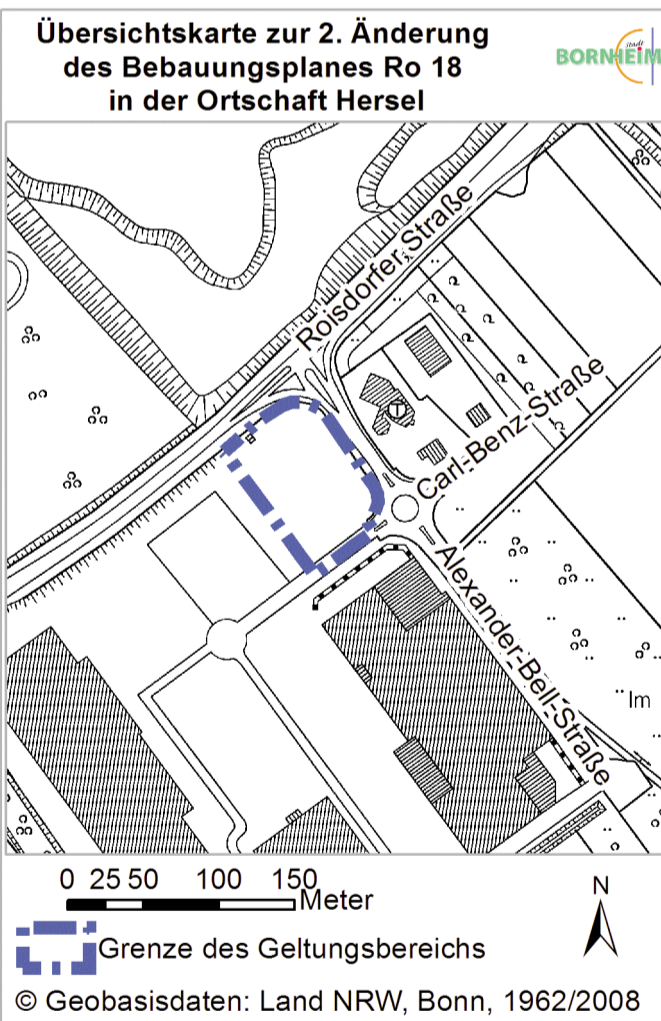 Übersichtskarte zur 2. Änderung
des Bebauungsplanes Ro 18
in der Ortschaft Hersel
Stadt
BORNHEIM
Roisdorfer Straße
T
Carl-Benz-Straße
Alexander-Bell-Straße
Im
0 25 50 100 150
Meter
N
Grenze des Geltungsbereichs
© Geobasisdaten: Land NRW, Bonn, 1962/2008